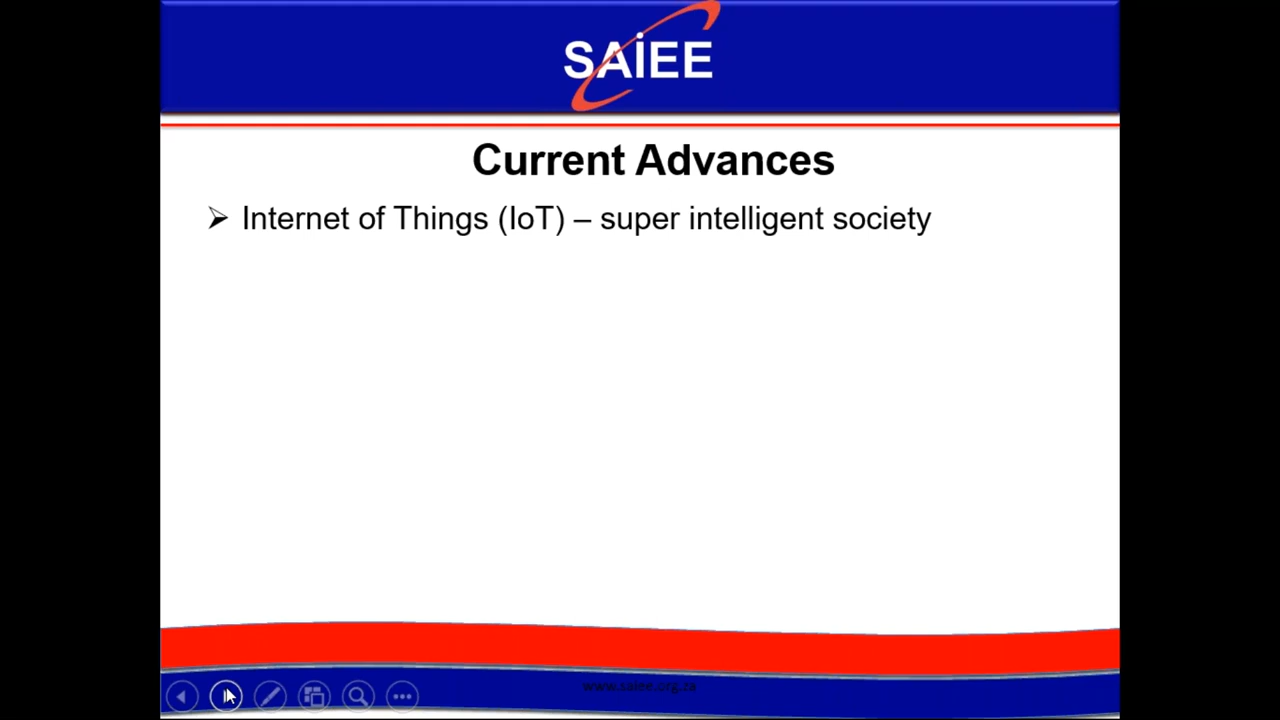 SAiEE
Current Advances
➢ Internet of Things (IoT) – super intelligent society
www.saiee.org.za